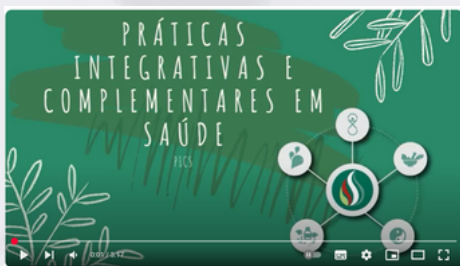 PRÁTICAS
INTEGRATIVAS E
COMPLEMENTARES EM
SAÚDE
PICS